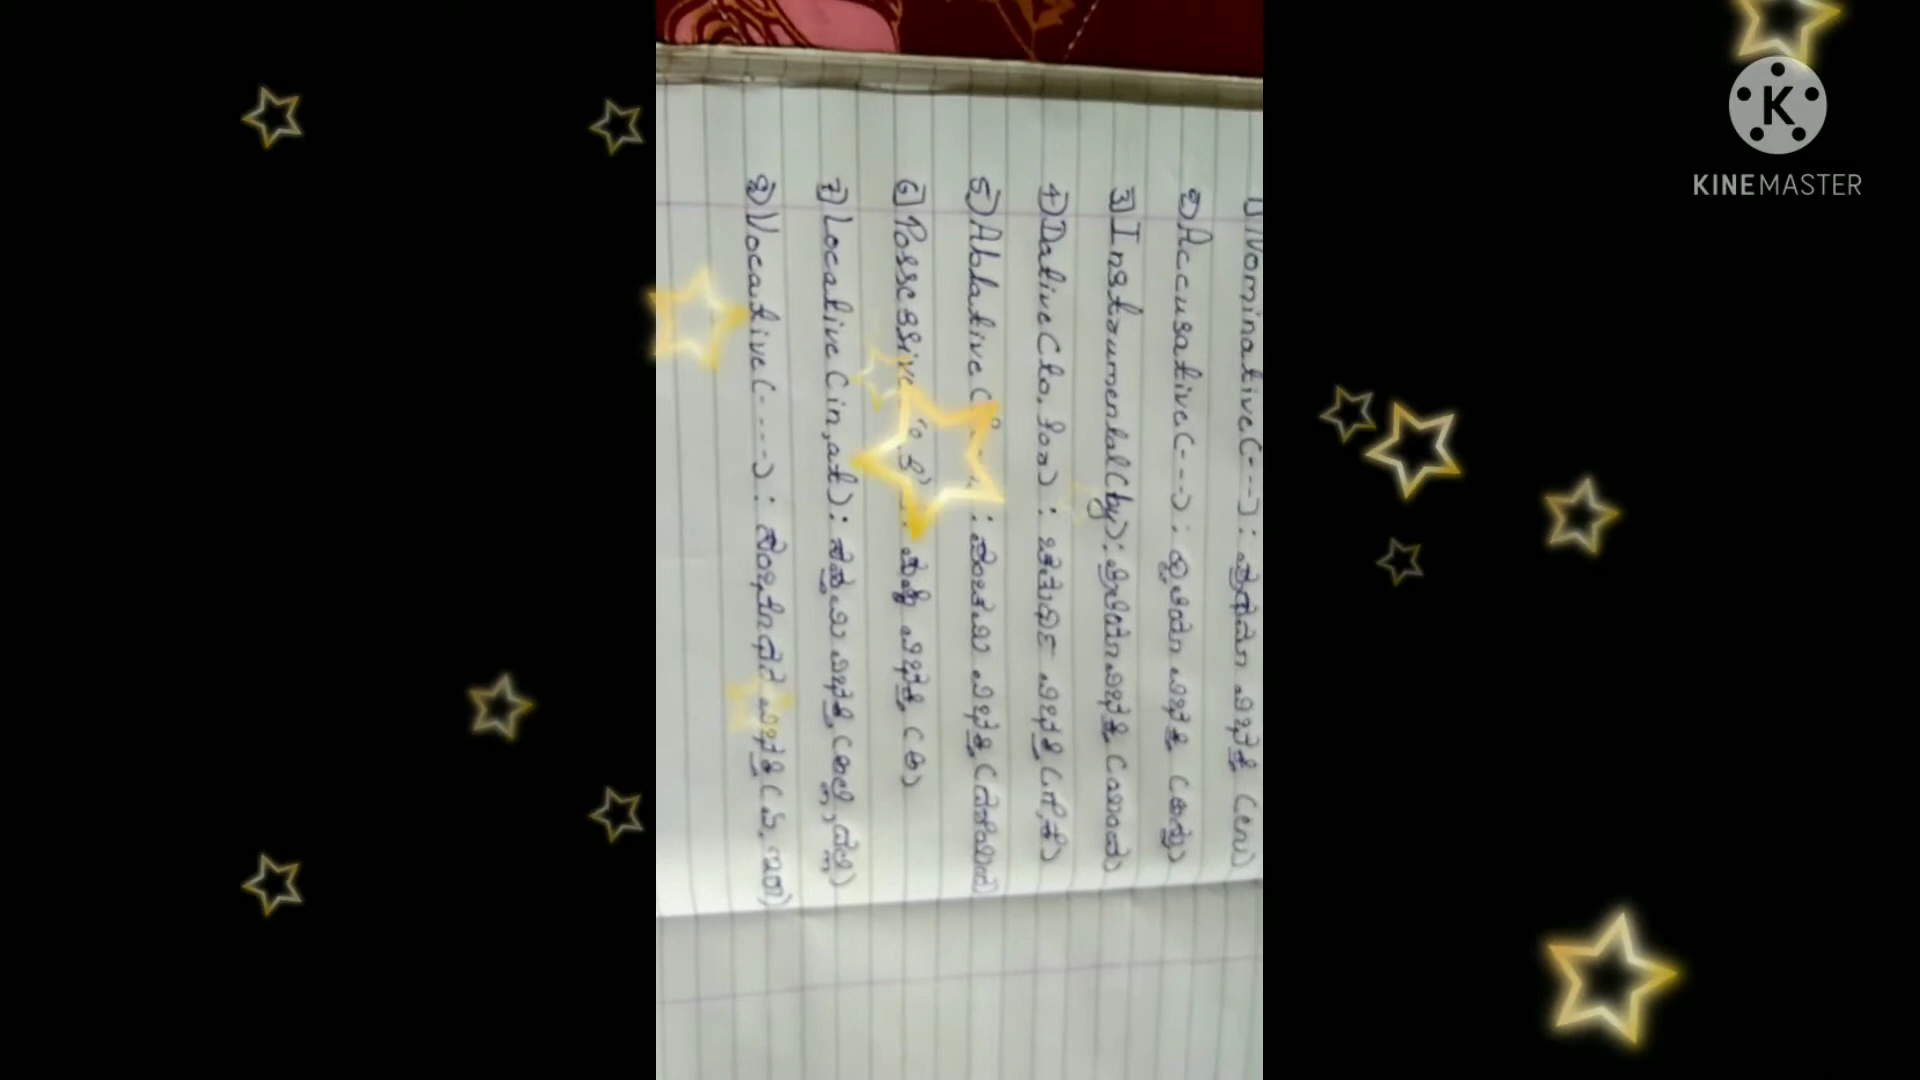 1) Nominative (---) : ಪ್ರಥಮಾ ವಿಭಕ್ತಿ (ಉ)
2) Accusative (---) : ದ್ವಿತೀಯಾ ವಿಭಕ್ತಿ (ಅನ್ನು)
3) Instrumental (by) : ತೃತೀಯಾ ವಿಭಕ್ತಿ (ಯಿಂದ)
4) Dative (to, for) : ಚತುರ್ಥಿ ವಿಭಕ್ತಿ (ಗೆ, ಕೆ)
5) Ablative ( : ಪಂಚಮಿ ವಿಭಕ್ತಿ (ದೆಸೆಯಿಂದ)
6) Possessive ಷಷ್ಠಿ ವಿಭಕ್ತಿ (ಅ)
7) Locative (in, at) : ಸಪ್ತಮಿ ವಿಭಕ್ತಿ (ಅಲ್ಲಿ, ದಲ್ಲಿ)
8) Vocative (----) : ಸಂಬೋಧನೆ ವಿಭಕ್ತಿ
KINEMASTER